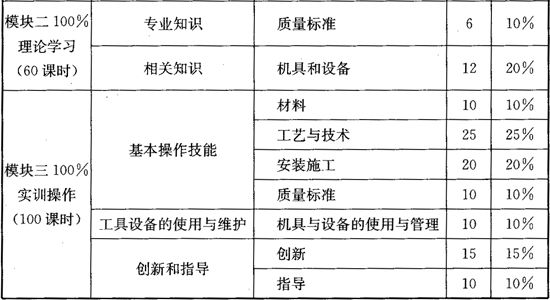 模块二 100% 专业知识 质量标准 6 10%
理论学习
（60 课时） 相关知识 机具和设备 12 20%
模块三 100%
实训操作
（100 课时） 基本操作技能 材料 10 10%
工艺与技术 25 25%
安装施工 20 20%
质量标准 10 10%
工具设备的使用与维护 机具与设备的使用与管理 10 10%
创新和指导 创新 15 15%
指导 10 10%